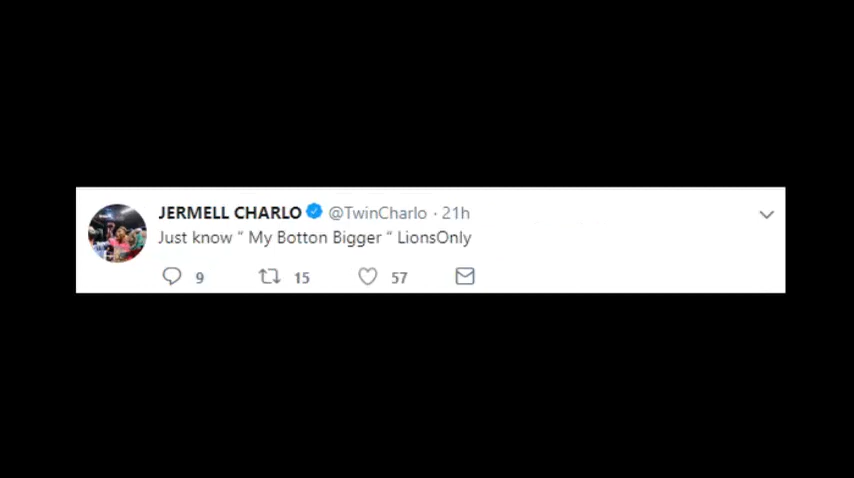 JERMELL CHARLO @TwinCharlo · 21h
Just know “ My Botton Bigger “ LionsOnly
9 15 57